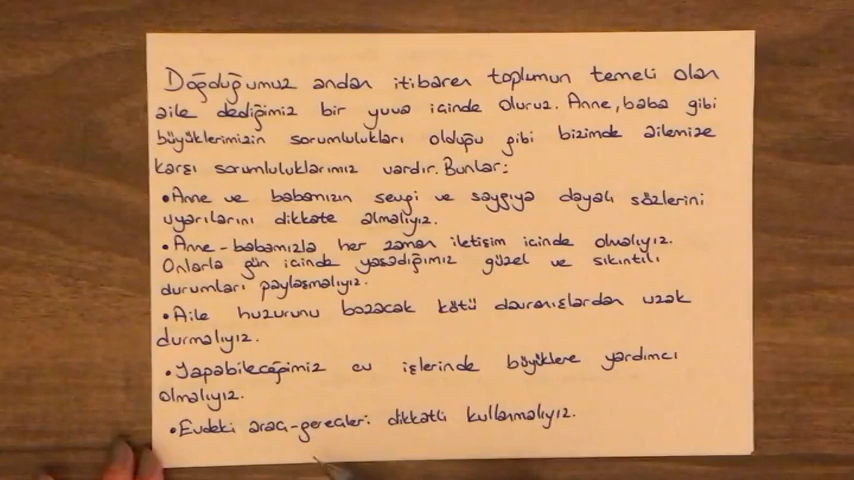 Doğduğumuz andan itibaren toplumun temeli olan
aile dediğimiz bir yuva içinde oluruz. Anne, baba gibi
büyüklerimizin sorumlulukları olduğu gibi bizimde ailemize
karşı sorumluluklarımız vardır. Bunlar:
•Anne ve babamızın sevgi ve saygıya dayalı sözlerini
uyarılarını dikkate almalıyız.
•Anne-babamızla her zaman iletişim içinde olmalıyız.
Onlarla gün içinde yaşadığımız güzel ve sıkıntılı
durumları paylaşmalıyız.
•Aile huzurunu bozacak kötü davranışlardan uzak
durmalıyız.
•Yapabileceğimiz ev işlerinde büyüklere yardımcı
olmalıyız.
•Evdeki araç-gereçleri dikkatli kullanmalıyız.